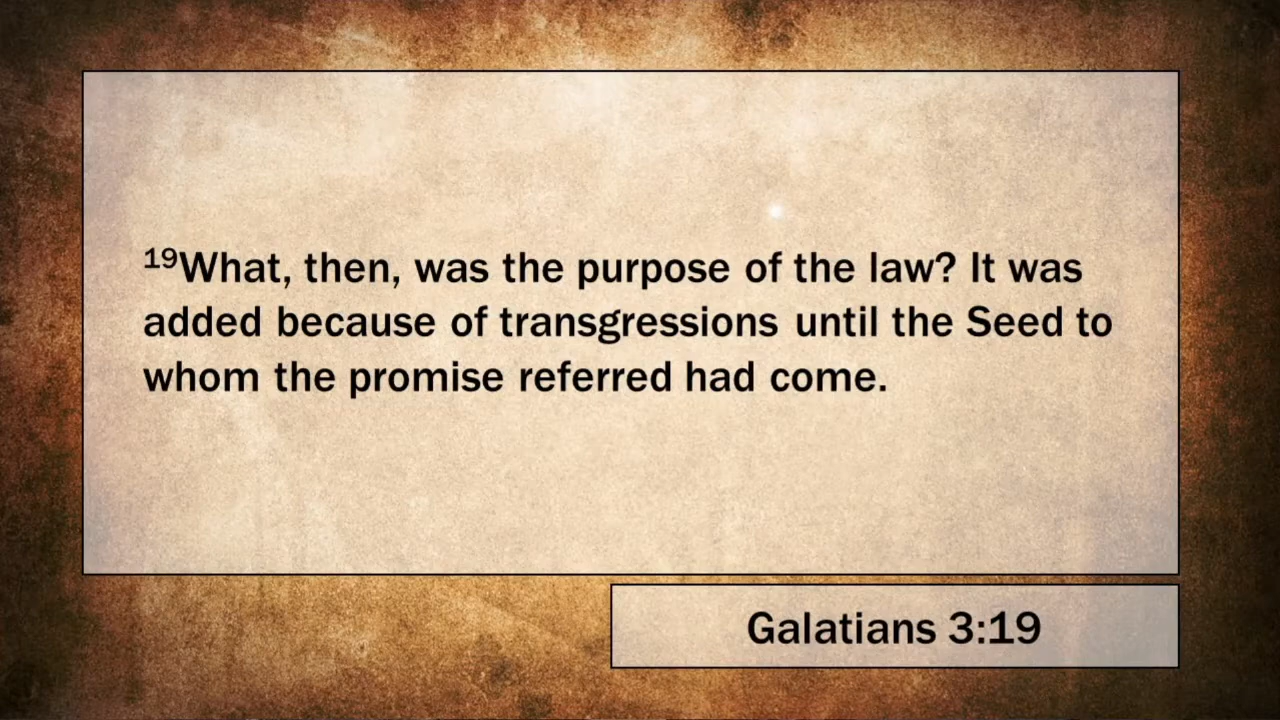 ¹⁹What, then, was the purpose of the law? It was
added because of transgressions until the Seed to
whom the promise referred had come.
Galatians 3:19